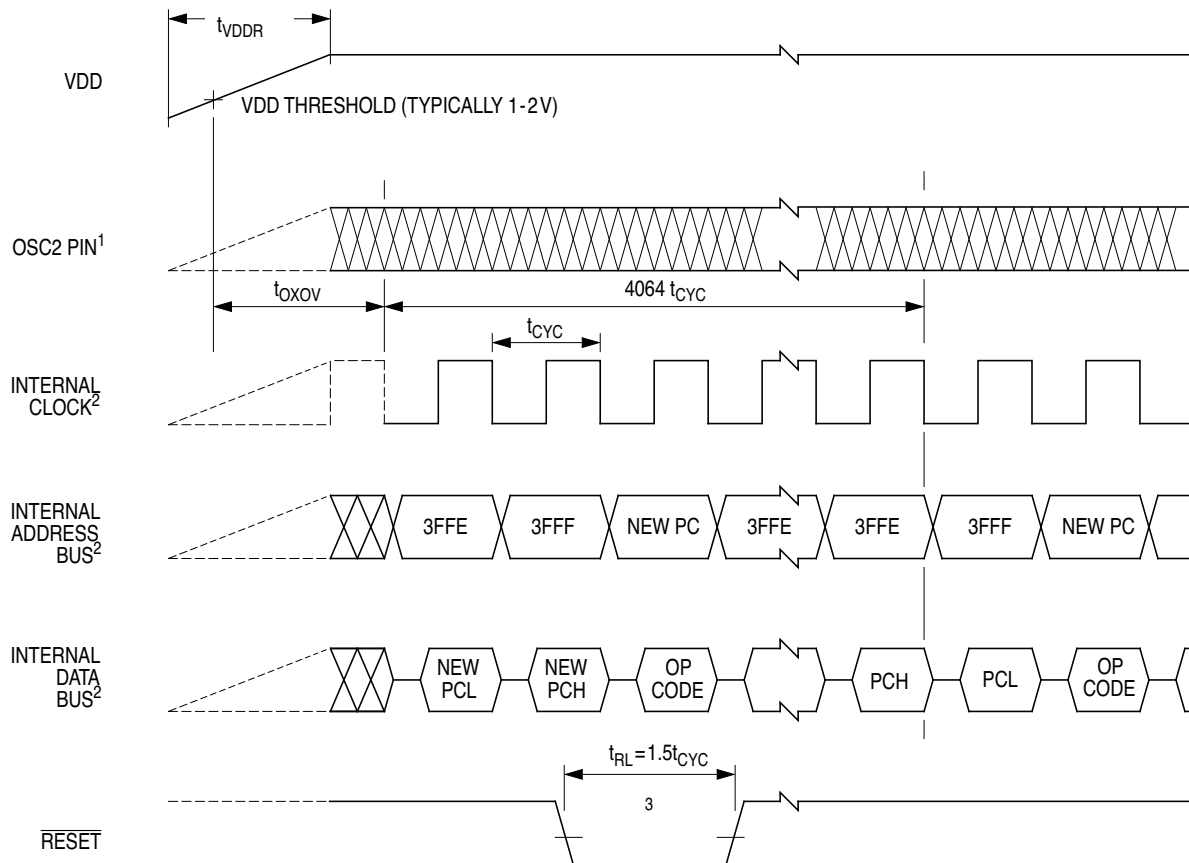 tVDDR
VDD
VDD THRESHOLD (TYPICALLY 1-2V)
OSC2 PIN1
tOXOV
4064 tCYC
tCYC
INTERNAL
CLOCK2
INTERNAL
ADDRESS
BUS2
3FFE
3FFF
NEW PC
3FFE
3FFE
3FFF
NEW PC
INTERNAL
DATA
BUS2
NEW
PCL
NEW
PCH
OP
CODE
PCH
PCL
OP
CODE
tRL=1.5tCYC
3
RESET